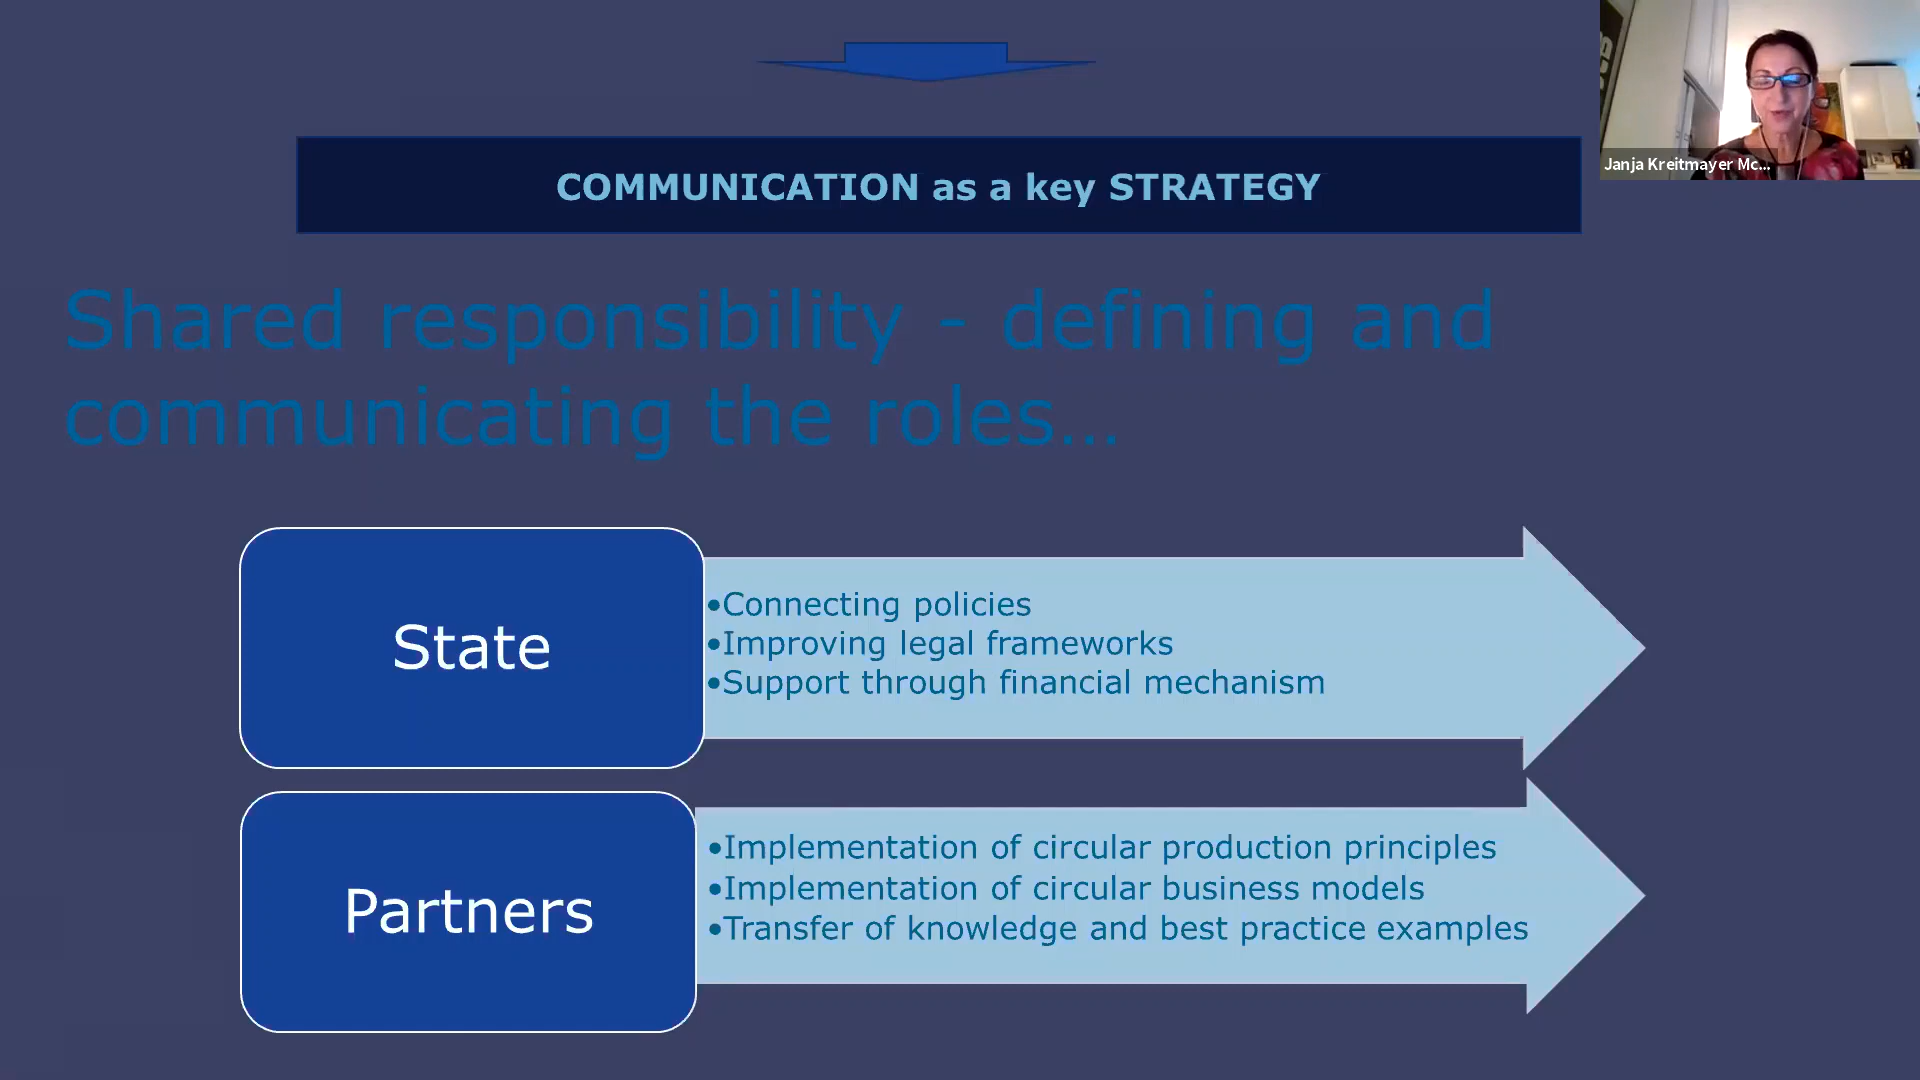 COMMUNICATION as a key STRATEGY
Janja Kreitmayer Mc...
Shared responsibility - defining and
communicating the roles...
State
•Connecting policies
•Improving legal frameworks
•Support through financial mechanism
Partners
•Implementation of circular production principles
•Implementation of circular business models
•Transfer of knowledge and best practice examples